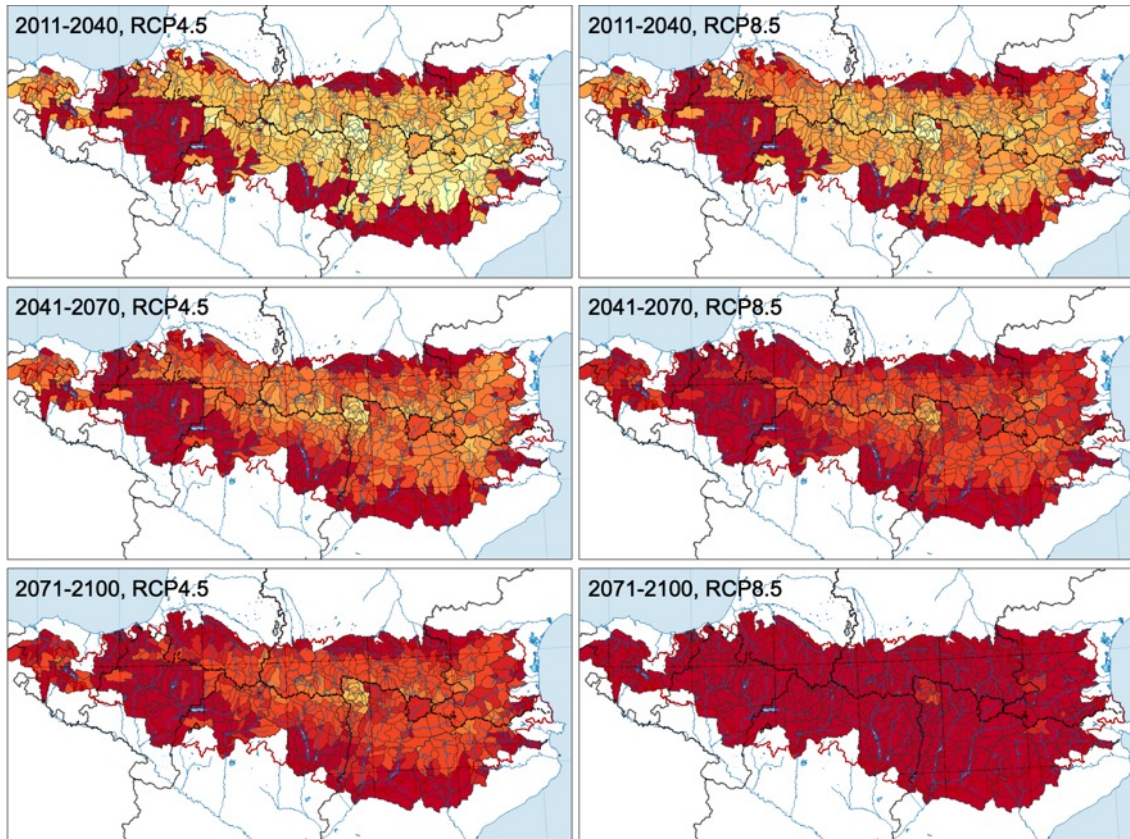 2011-2040, RCP4.5
2011-2040, RCP8.5
2041-2070, RCP4.5
2041-2070, RCP8.5
2071-2100, RCP4.5
2071-2100, RCP8.5